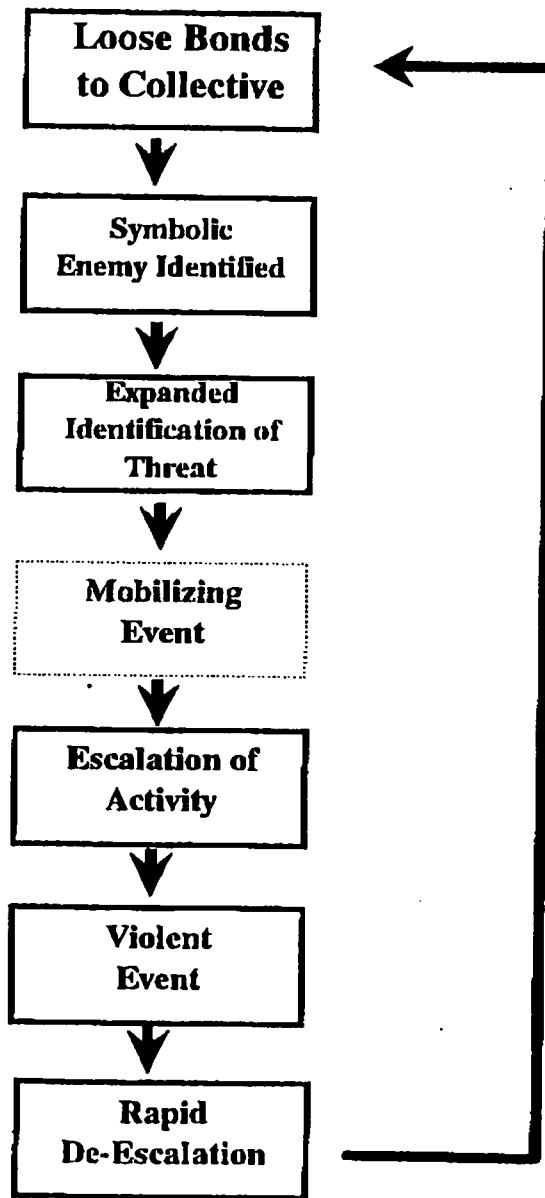 Loose Bonds
to Collective
Symbolic
Enemy Identified
Expanded
Identification of
Threat
Mobilizing
Event
Escalation of
Activity
Violent
Event
Rapid
De-Escalation